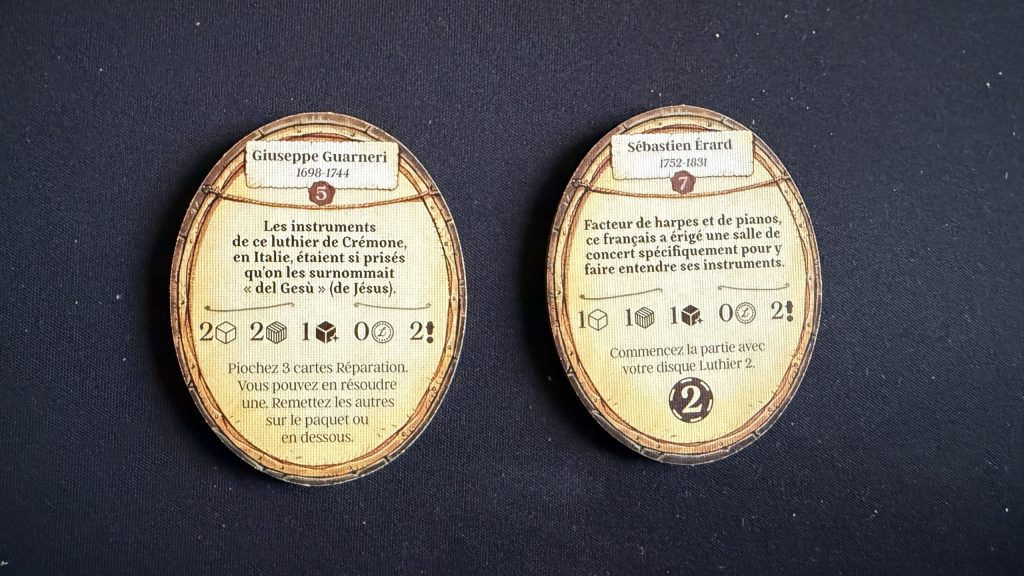 Giuseppe Guarneri
1698-1744
5
Les instruments
de ce luthier de Crémone,
en Italie, étaient si prisés
qu'on les surnommait
« del Gesù » (de Jésus).
2 2 1 0 £ 2
Piochez 3 cartes Réparation.
Vous pouvez en résoudre
une. Remettez les autres
sur le paquet ou
en dessous.
Sébastien Érard
1752-1831
7
Facteur de harpes et de pianos,
ce français a érigé une salle de
concert spécifiquement pour y
faire entendre ses instruments.
1 1 1 0 £ 2
Commencez la partie avec
votre disque Luthier 2.
2